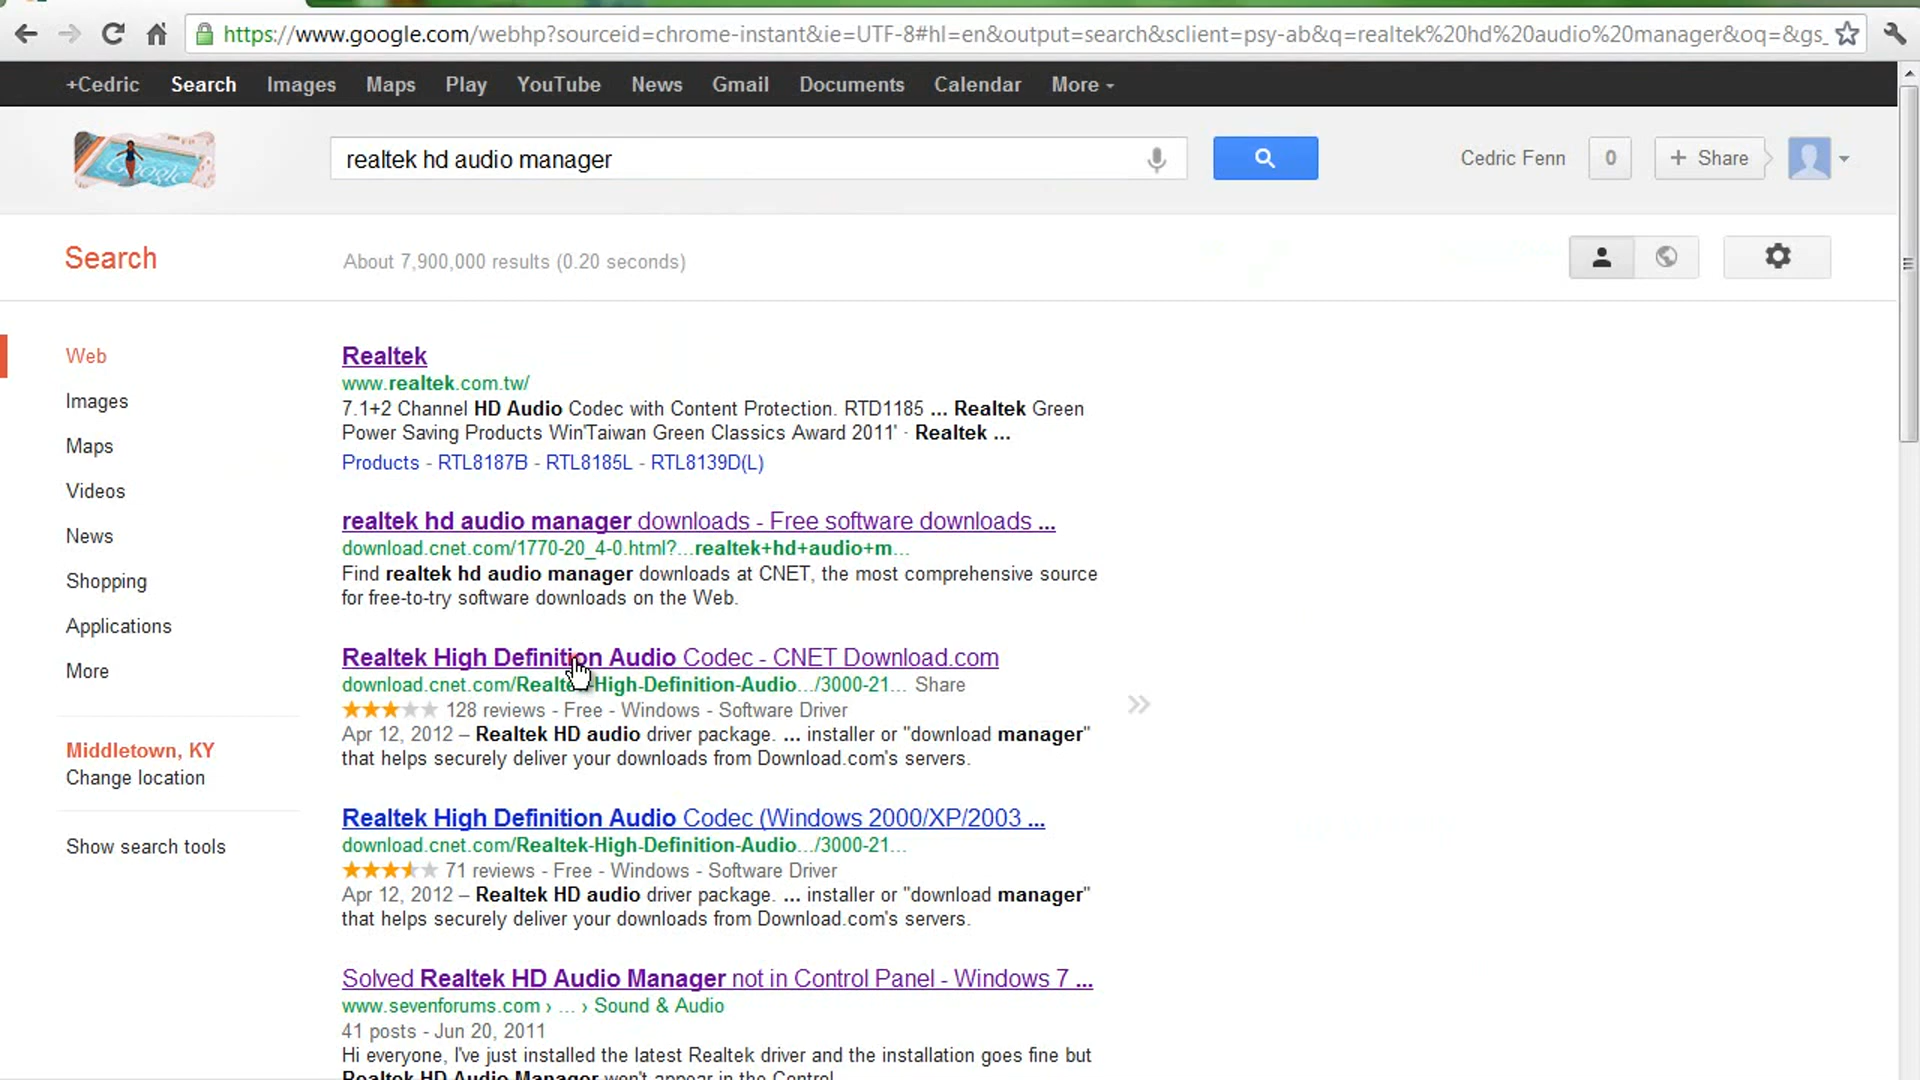 https://www.google.com/webhp?sourceid=chrome-instant&ie=UTF-8#hl=en&output=search&sclient=psy-ab&q=realtek%20hd%20audio%20manager&oq=&gs_
+Cedric Search Images Maps Play YouTube News Gmail Documents Calendar More
Google
realtek hd audio manager
Cedric Fenn 0 + Share
Search
About 7,900,000 results (0.20 seconds)
Web
Images
Maps
Videos
News
Shopping
Applications
More
Middletown, KY
Change location
Show search tools
Realtek
www.realtek.com.tw/
7.1+2 Channel HD Audio Codec with Content Protection. RTD1185 ... Realtek Green
Power Saving Products Win'Taiwan Green Classics Award 2011' · Realtek ...
Products - RTL8187B - RTL8185L - RTL8139D(L)
realtek hd audio manager downloads - Free software downloads ...
download.cnet.com/1770-20_4-0.html?...realtek+hd+audio+m...
Find realtek hd audio manager downloads at CNET, the most comprehensive source
for free-to-try software downloads on the Web.
Realtek High Definition Audio Codec - CNET Download.com
download.cnet.com/Realtek-High-Definition-Audio.../3000-21... Share
128 reviews - Free - Windows - Software Driver
Apr 12, 2012 – Realtek HD audio driver package. ... installer or "download manager"
that helps securely deliver your downloads from Download.com's servers.
Realtek High Definition Audio Codec (Windows 2000/XP/2003 ...
download.cnet.com/Realtek-High-Definition-Audio.../3000-21...
71 reviews - Free - Windows - Software Driver
Apr 12, 2012 – Realtek HD audio driver package. ... installer or "download manager"
that helps securely deliver your downloads from Download.com's servers.
Solved Realtek HD Audio Manager not in Control Panel - Windows 7 ...
www.sevenforums.com › ... › Sound & Audio
41 posts - Jun 20, 2011
Hi everyone, I've just installed the latest Realtek driver and the installation goes fine but
Realtek HD Audio Manager won't appear in the Control